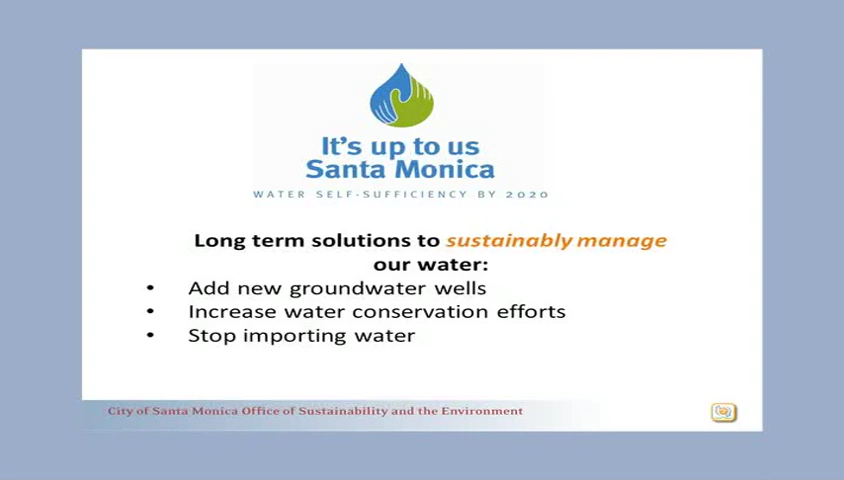 It's up to us
Santa Monica
WATER SELF-SUFFICIENCY BY 2020
Long term solutions to sustainably manage
our water:
• Add new groundwater wells
• Increase water conservation efforts
• Stop importing water
City of Santa Monica Office of Sustainability and the Environment